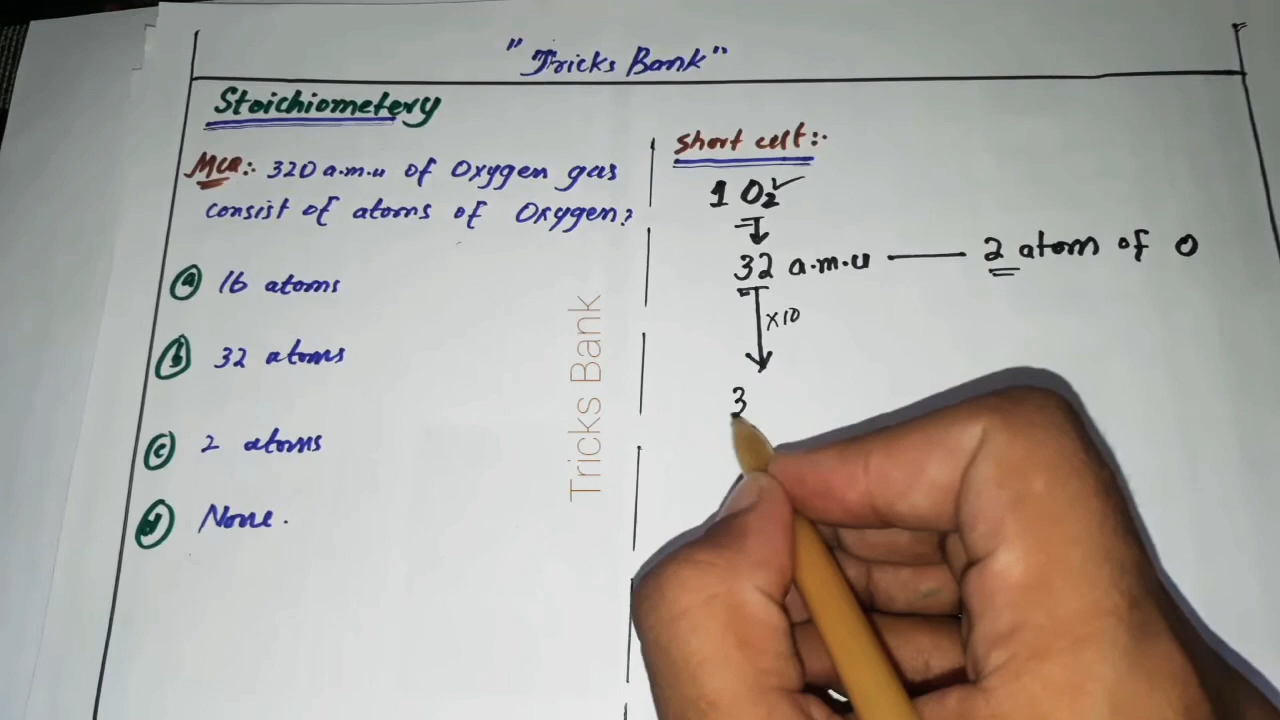 "Tricks Bank"
Stoichiometery
MCQ:. 320 a.m.u of Oxygen gas
consist of atoms of Oxygen?
a 16 atoms
b 32 atoms
c 2 atoms
d None.
Short cut:.
1 O2
32 a.m.u — 2 atom of O
×10
3
Tricks Bank